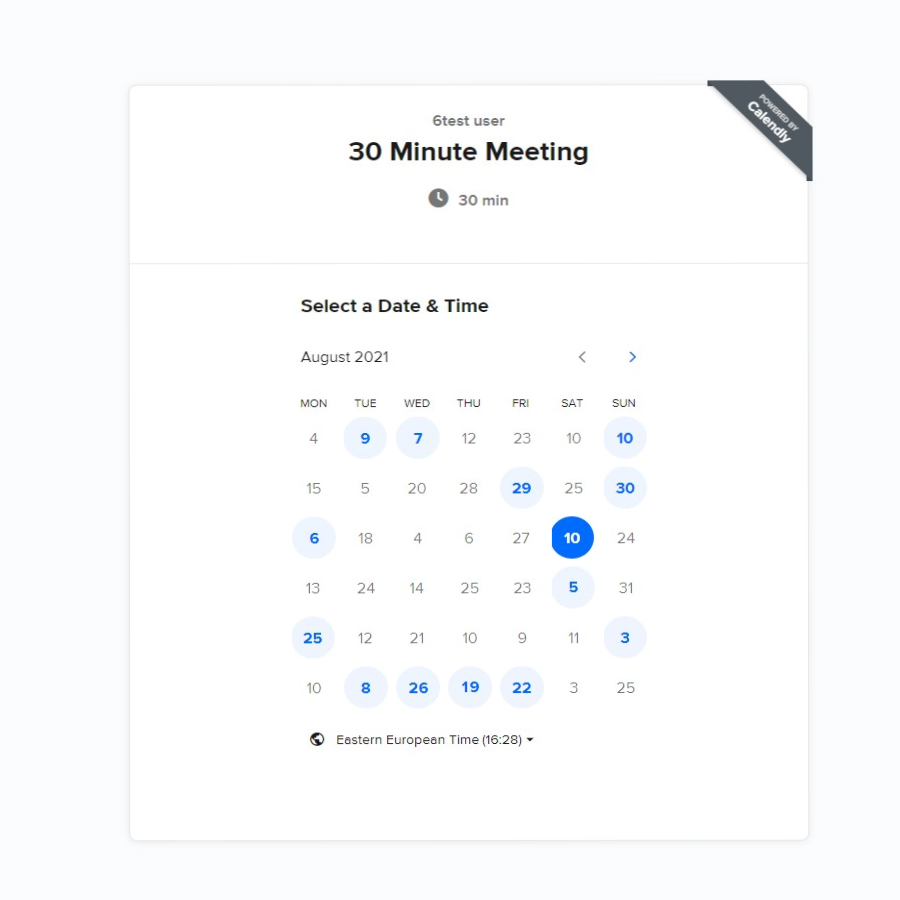 POWERED BY
Calendly
6test user
30 Minute Meeting
30 min
Select a Date & Time
August 2021
MON TUE WED THU FRI SAT SUN
4 9 7 12 23 10 10
15 5 20 28 29 25 30
6 18 4 6 27 10 24
13 24 14 25 23 5 31
25 12 21 10 9 11 3
10 8 26 19 22 3 25
Eastern European Time (16:28)